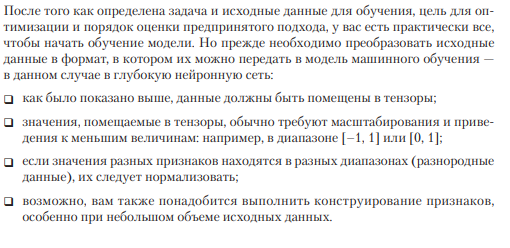 После того как определена задача и исходные данные для обучения, цель для оп-
тимизации и порядок оценки предпринятого подхода, у вас есть практически все,
чтобы начать обучение модели. Но прежде необходимо преобразовать исходные
данные в формат, в котором их можно передать в модель машинного обучения —
в данном случае в глубокую нейронную сеть:
❑ как было показано выше, данные должны быть помещены в тензоры;
❑ значения, помещаемые в тензоры, обычно требуют масштабирования и приве-
дения к меньшим величинам: например, в диапазоне [–1, 1] или [0, 1];
❑ если значения разных признаков находятся в разных диапазонах (разнородные
данные), их следует нормализовать;
❑ возможно, вам также понадобится выполнить конструирование признаков,
особенно при небольшом объеме исходных данных.